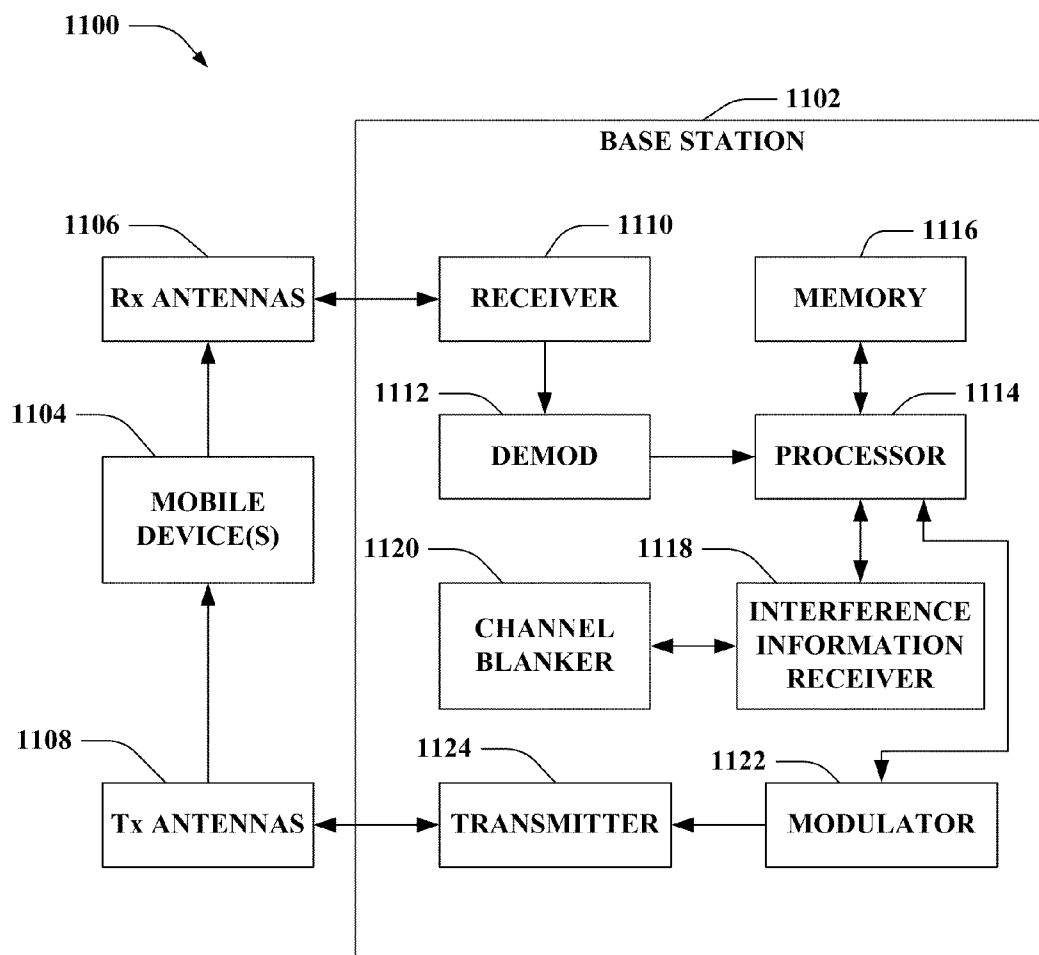 1100
1102
BASE STATION
1106
1110
1116
Rx ANTENNAS
RECEIVER
MEMORY
1104
1112
1114
MOBILE
DEVICE(S)
DEMOD
PROCESSOR
1120
1118
CHANNEL
BLANKER
INTERFERENCE
INFORMATION
RECEIVER
1108
1124
1122
Tx ANTENNAS
TRANSMITTER
MODULATOR